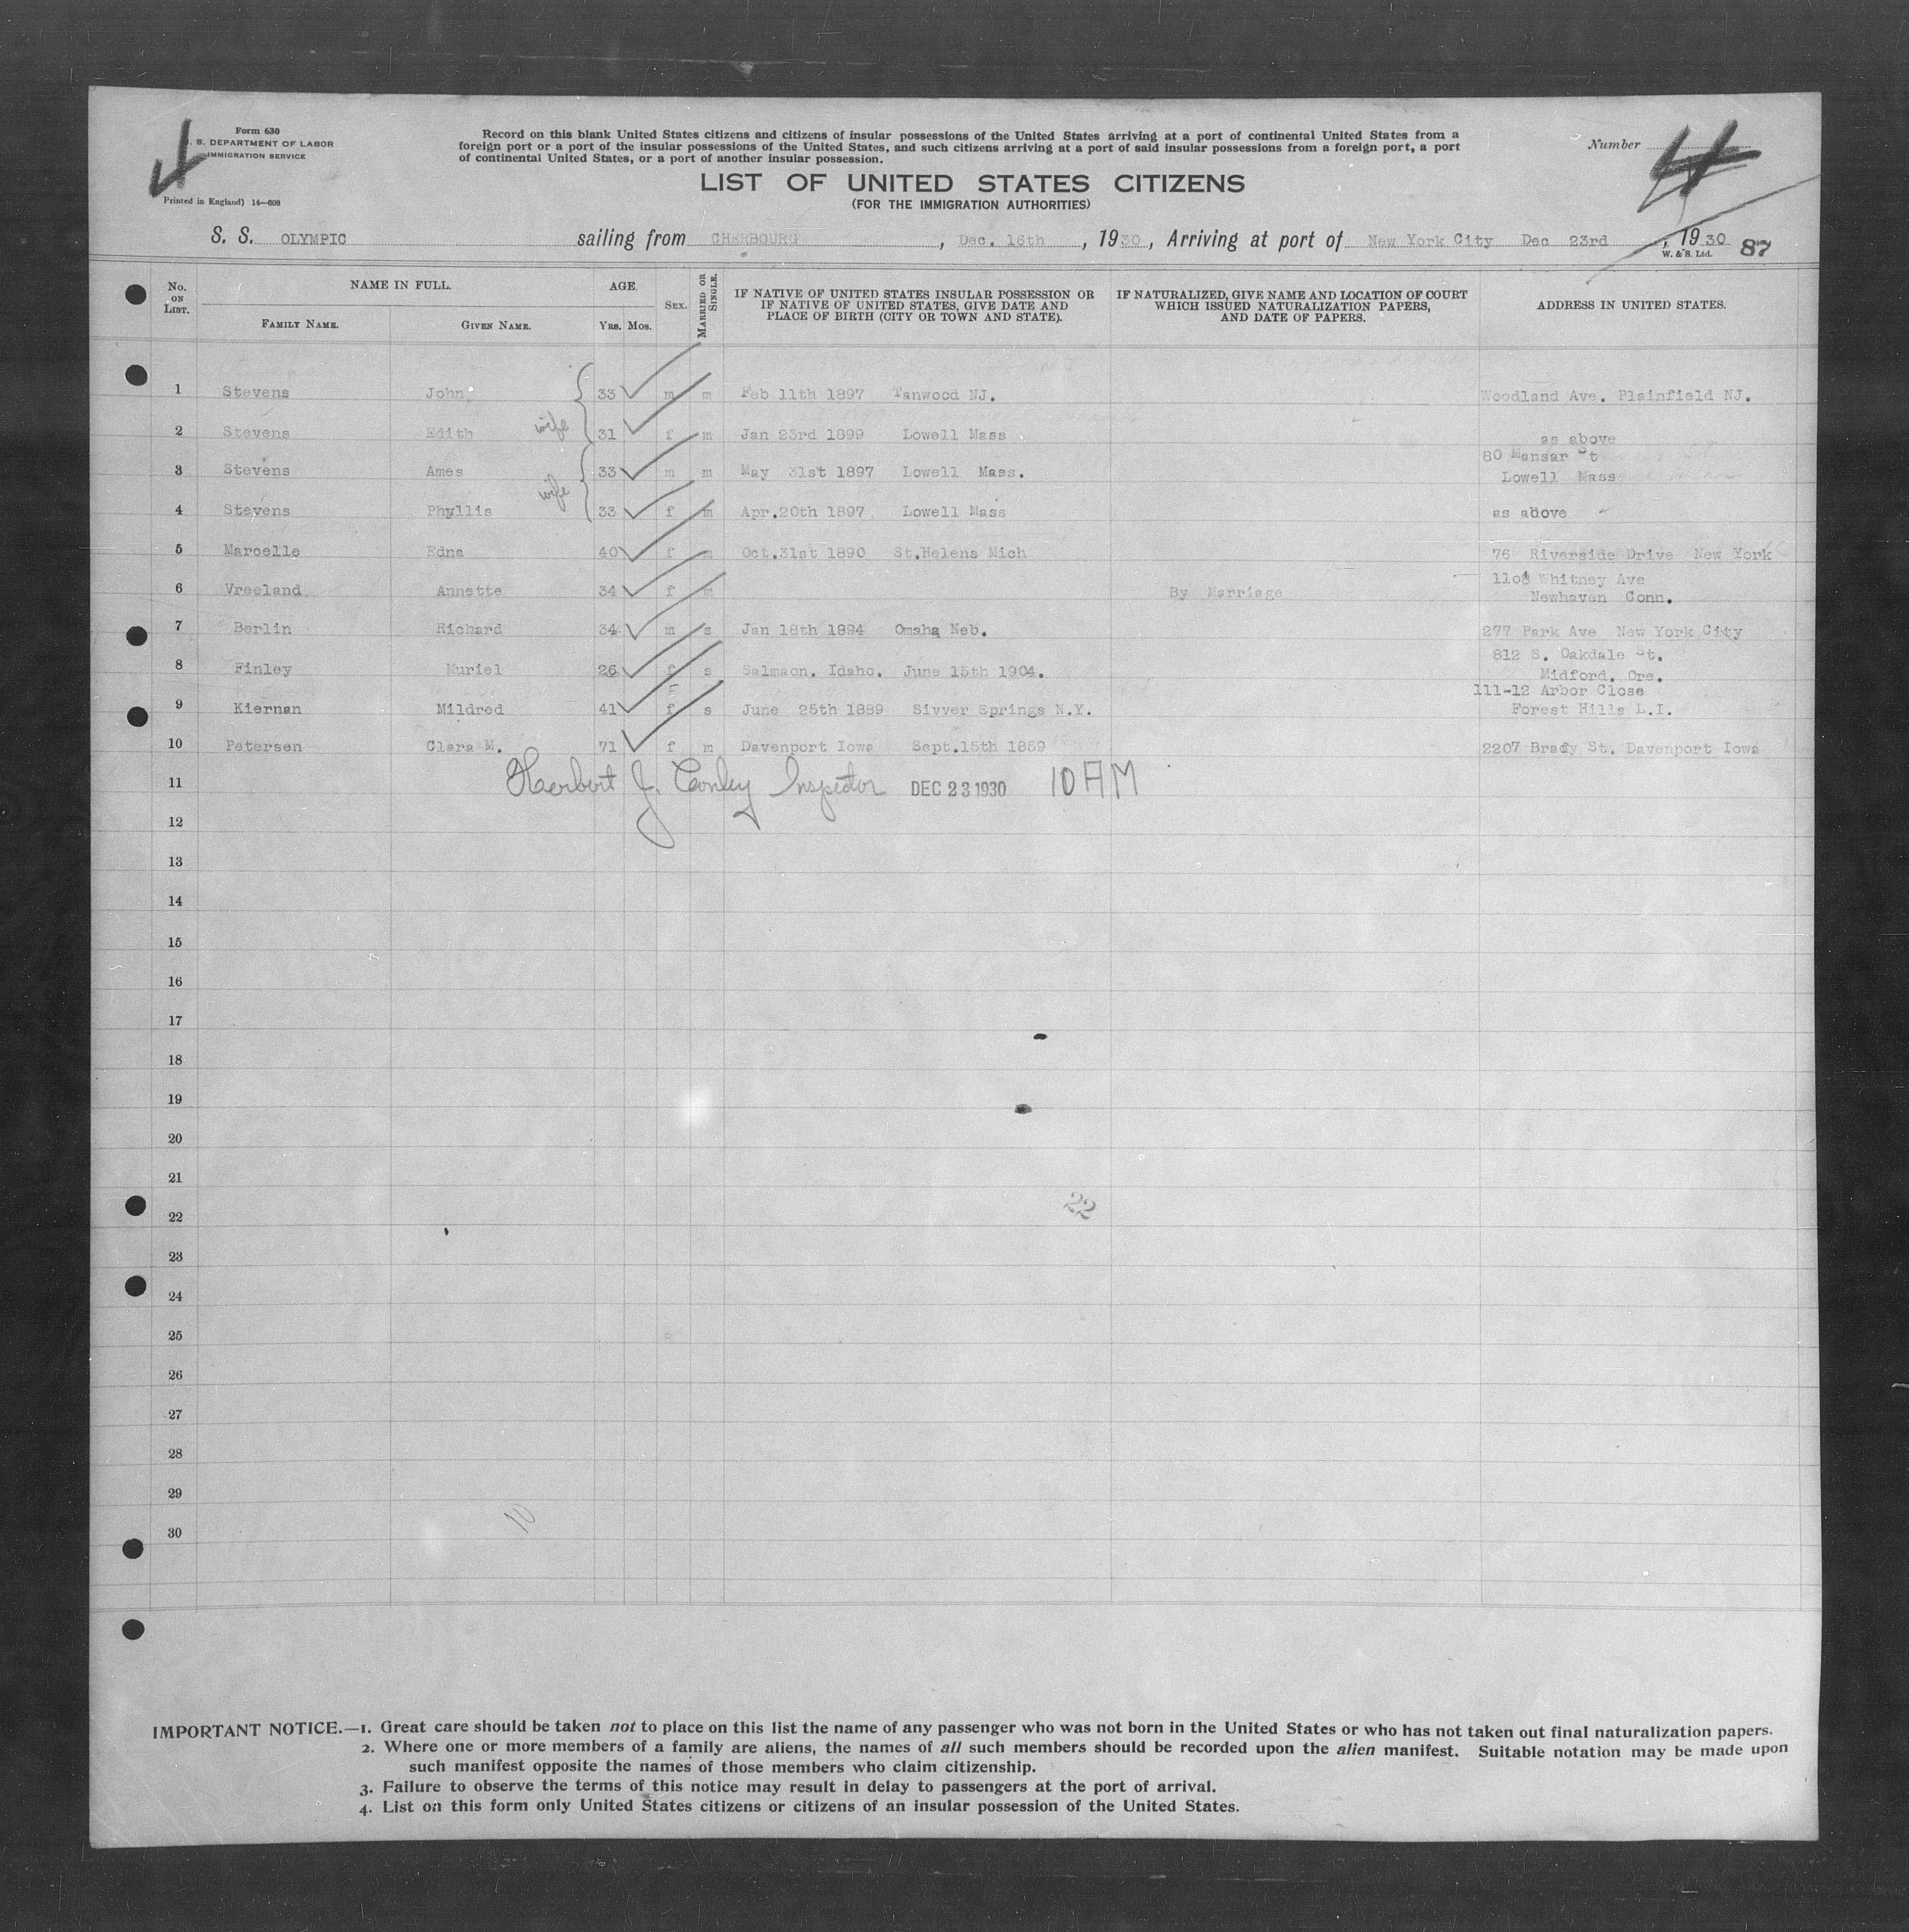 Form 630
S. DEPARTMENT OF LABOR
IMMIGRATION SERVICE
Printed in England) 14—608
Record on this blank United States citizens and citizens of insular possessions of the United States arriving at a port of continental United States from a
foreign port or a port of the insular possessions of the United States, and such citizens arriving at a port of said insular possessions from a foreign port, a port
of continental United States, or a port of another insular possession.
Number 4
LIST OF UNITED STATES CITIZENS
(FOR THE IMMIGRATION AUTHORITIES)
S. S. OLYMPIC sailing from CHERBOURG, Dec. 16th, 1930, Arriving at port of New York City Dec 23rd, 1930
W. & S. Ltd. 87
No. ON LIST. NAME IN FULL. AGE. SEX. MARRIED OR SINGLE. IF NATIVE OF UNITED STATES INSULAR POSSESSION OR IF NATIVE OF UNITED STATES, GIVE DATE AND PLACE OF BIRTH (CITY OR TOWN AND STATE). IF NATURALIZED, GIVE NAME AND LOCATION OF COURT WHICH ISSUED NATURALIZATION PAPERS, AND DATE OF PAPERS. ADDRESS IN UNITED STATES.
FAMILY NAME. GIVEN NAME. YRS. MOS.
1 Stevens John 33 m m Feb 11th 1897 Tanwood NJ. Woodland Ave. Plainfield NJ.
2 Stevens Edith wife 31 f m Jan 23rd 1899 Lowell Mass as above
3 Stevens Ames 33 m m May 31st 1897 Lowell Mass. 80 Mansar St
Lowell Mass
4 Stevens Phyllis wife 33 f m Apr.20th 1897 Lowell Mass as above
5 Marcelle Edna 40 f m Oct.31st 1890 St.Helens Mich 76 Riverside Drive New York
6 Vreeland Annette 34 f m By Marriage 1108 Whitney Ave
Newhaven Conn.
7 Berlin Richard 34 m s Jan 18th 1894 Omaha Neb. 277 Park Ave New York City
8 Finley Muriel 26 f s Salmaon. Idaho. June 15th 1904. 812 S. Oakdale St.
Midford. Ore.
9 Kiernan Mildred 41 f s June 25th 1889 Sivver Springs N.Y. 111-12 Arbor Close
Forest Hills L.I.
10 Petersen Clara M. 71 f m Davenport Iowa Sept.15th 1859 2207 Brady St. Davenport Iowa
11 Herbert J. Conley Inspector DEC 23 1930 10 AM
12
13
14
15
16
17
18
19
20
21
22
22
23
24
25
26
27
28
29
10
30
IMPORTANT NOTICE.—1. Great care should be taken not to place on this list the name of any passenger who was not born in the United States or who has not taken out final naturalization papers.
2. Where one or more members of a family are aliens, the names of all such members should be recorded upon the alien manifest. Suitable notation may be made upon
such manifest opposite the names of those members who claim citizenship.
3. Failure to observe the terms of this notice may result in delay to passengers at the port of arrival.
4. List on this form only United States citizens or citizens of an insular possession of the United States.